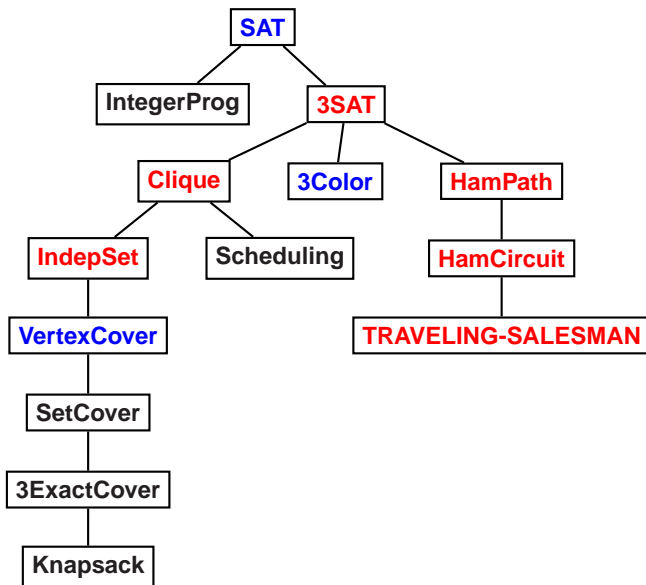 SAT
IntegerProg
3SAT
Clique
3Color
HamPath
IndepSet
Scheduling
HamCircuit
VertexCover
TRAVELING-SALESMAN
SetCover
3ExactCover
Knapsack